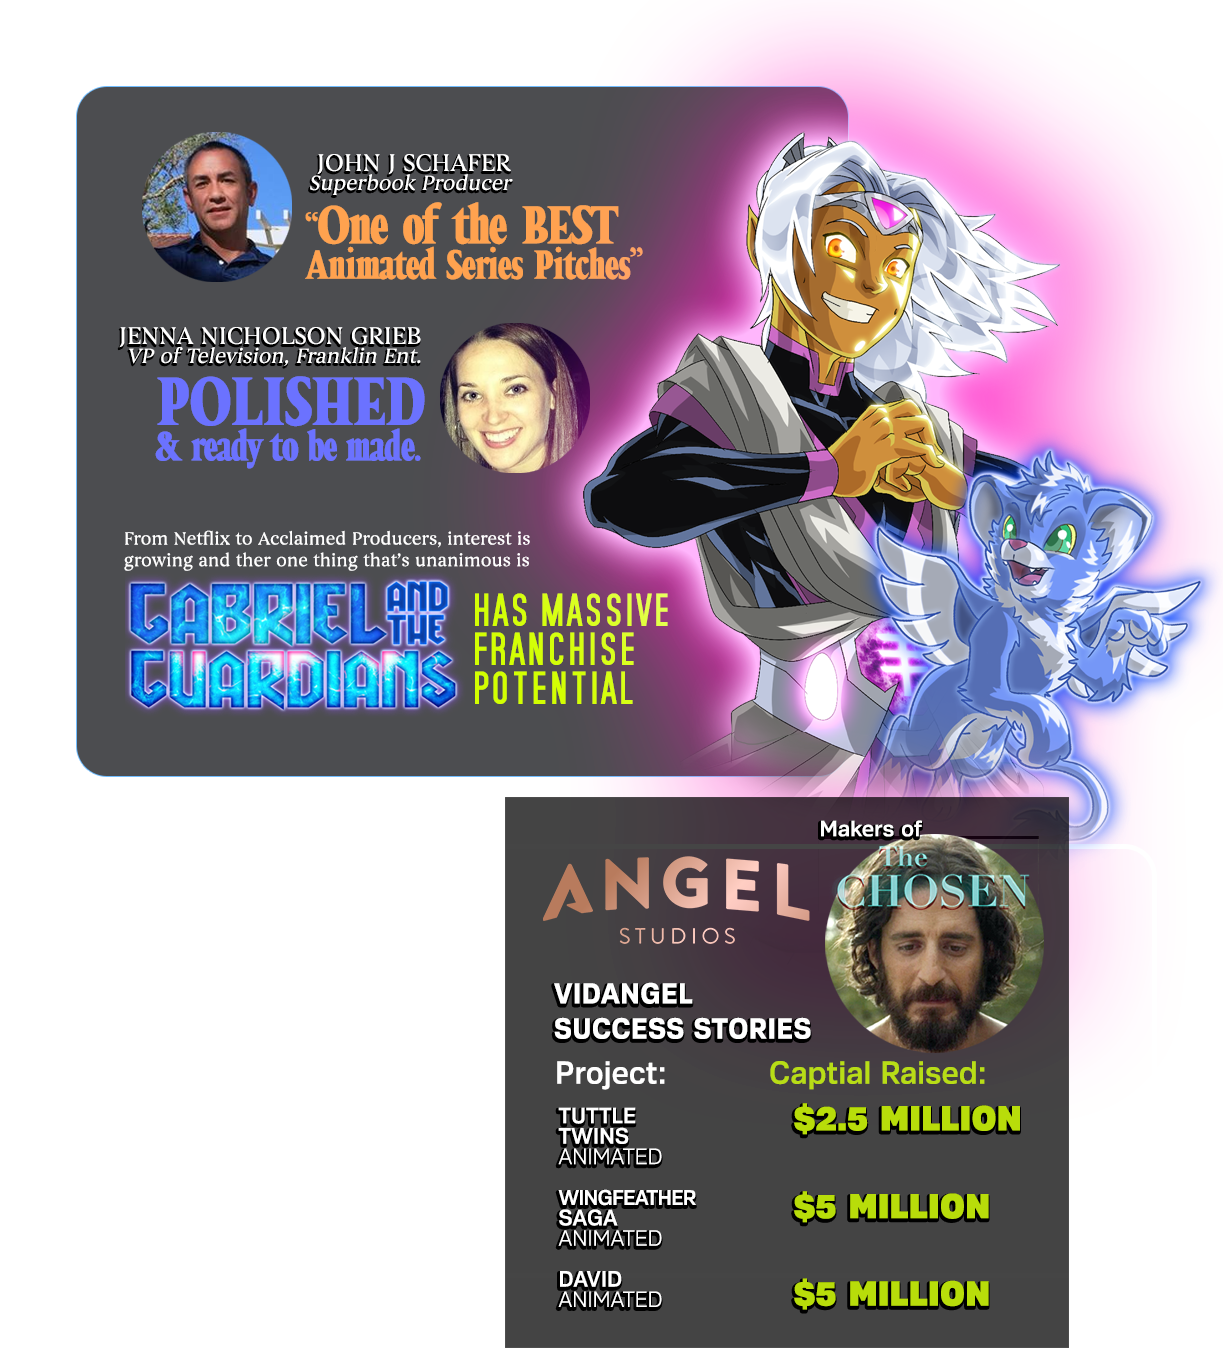 JOHN J SCHAFER
Superbook Producer
“One of the BEST
Animated Series Pitches”
JENNA NICHOLSON GRIEB
VP of Television, Franklin Ent.
POLISHED
& ready to be made.
From Netflix to Acclaimed Producers, interest is
growing and ther one thing that’s unanimous is
GABRIEL AND THE
GUARDIANS
HAS MASSIVE
FRANCHISE
POTENTIAL
Makers of
The
CHOSEN
ANGEL
STUDIOS
VIDANGEL
SUCCESS STORIES
Project:
Captial Raised:
TUTTLE
TWINS
ANIMATED
$2.5 MILLION
WINGFEATHER
SAGA
ANIMATED
$5 MILLION
DAVID
ANIMATED
$5 MILLION